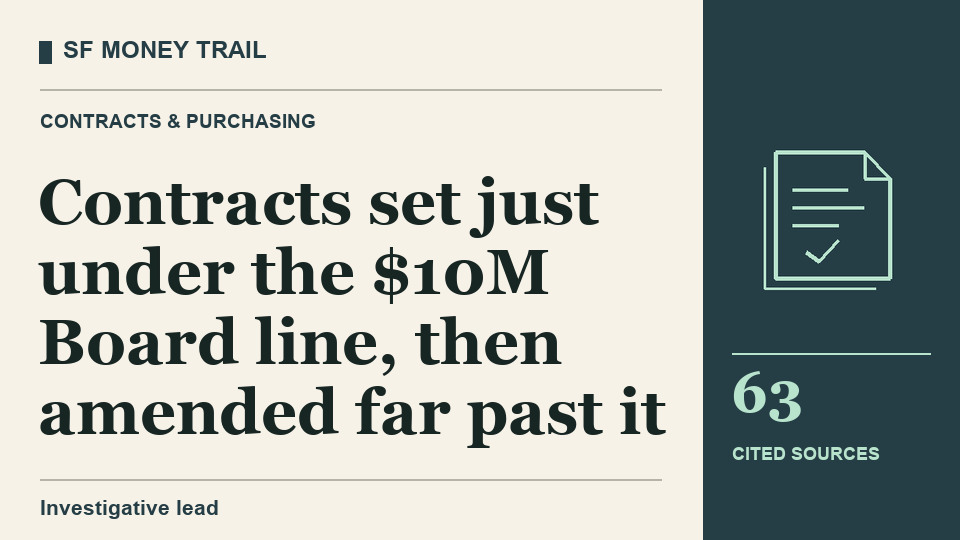 SF MONEY TRAIL
CONTRACTS & PURCHASING
Contracts set just
under the $10M
Board line, then
amended far past it
Investigative lead
63
CITED SOURCES